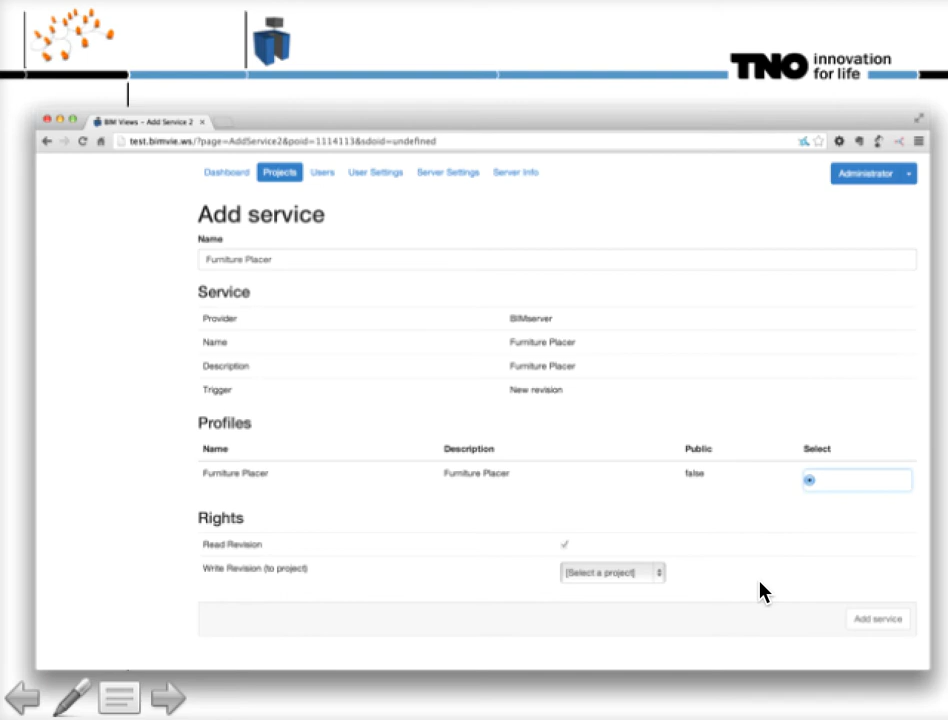 TNO innovation
for life
BIM Views – Add Service 2
test.bimvie.ws/?page=AddService2&poid=1114113&sdoid=undefined
Dashboard Projects Users User Settings Server Settings Server Info Administrator
Add service
Name
Furniture Placer
Service
Provider BIMserver
Name Furniture Placer
Description Furniture Placer
Trigger New revision
Profiles
Name Description Public Select
Furniture Placer Furniture Placer false
Rights
Read Revision
Write Revision (to project) [Select a project]
Add service